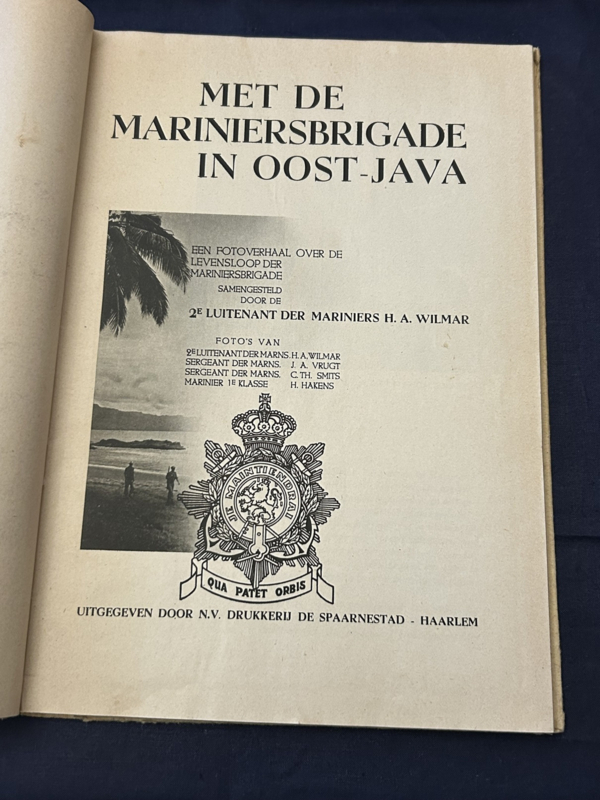 MET DE
MARINIERSBRIGADE
IN OOST-JAVA
EEN FOTOVERHAAL OVER DE
LEVENSLOOP DER
MARINIERSBRIGADE
SAMENGESTELD
DOOR DE
2E LUITENANT DER MARINIERS H. A. WILMAR
FOTO'S VAN
2E LUITENANT DER MARNS. H. A. WILMAR
SERGEANT DER MARNS. J. A. VRUGT
SERGEANT DER MARNS. C. TH. SMITS
MARINIER 1E KLASSE H. HAKENS
JE MAINTIENDRAI
QUA PATET ORBIS
UITGEGEVEN DOOR N.V. DRUKKERIJ DE SPAARNESTAD - HAARLEM